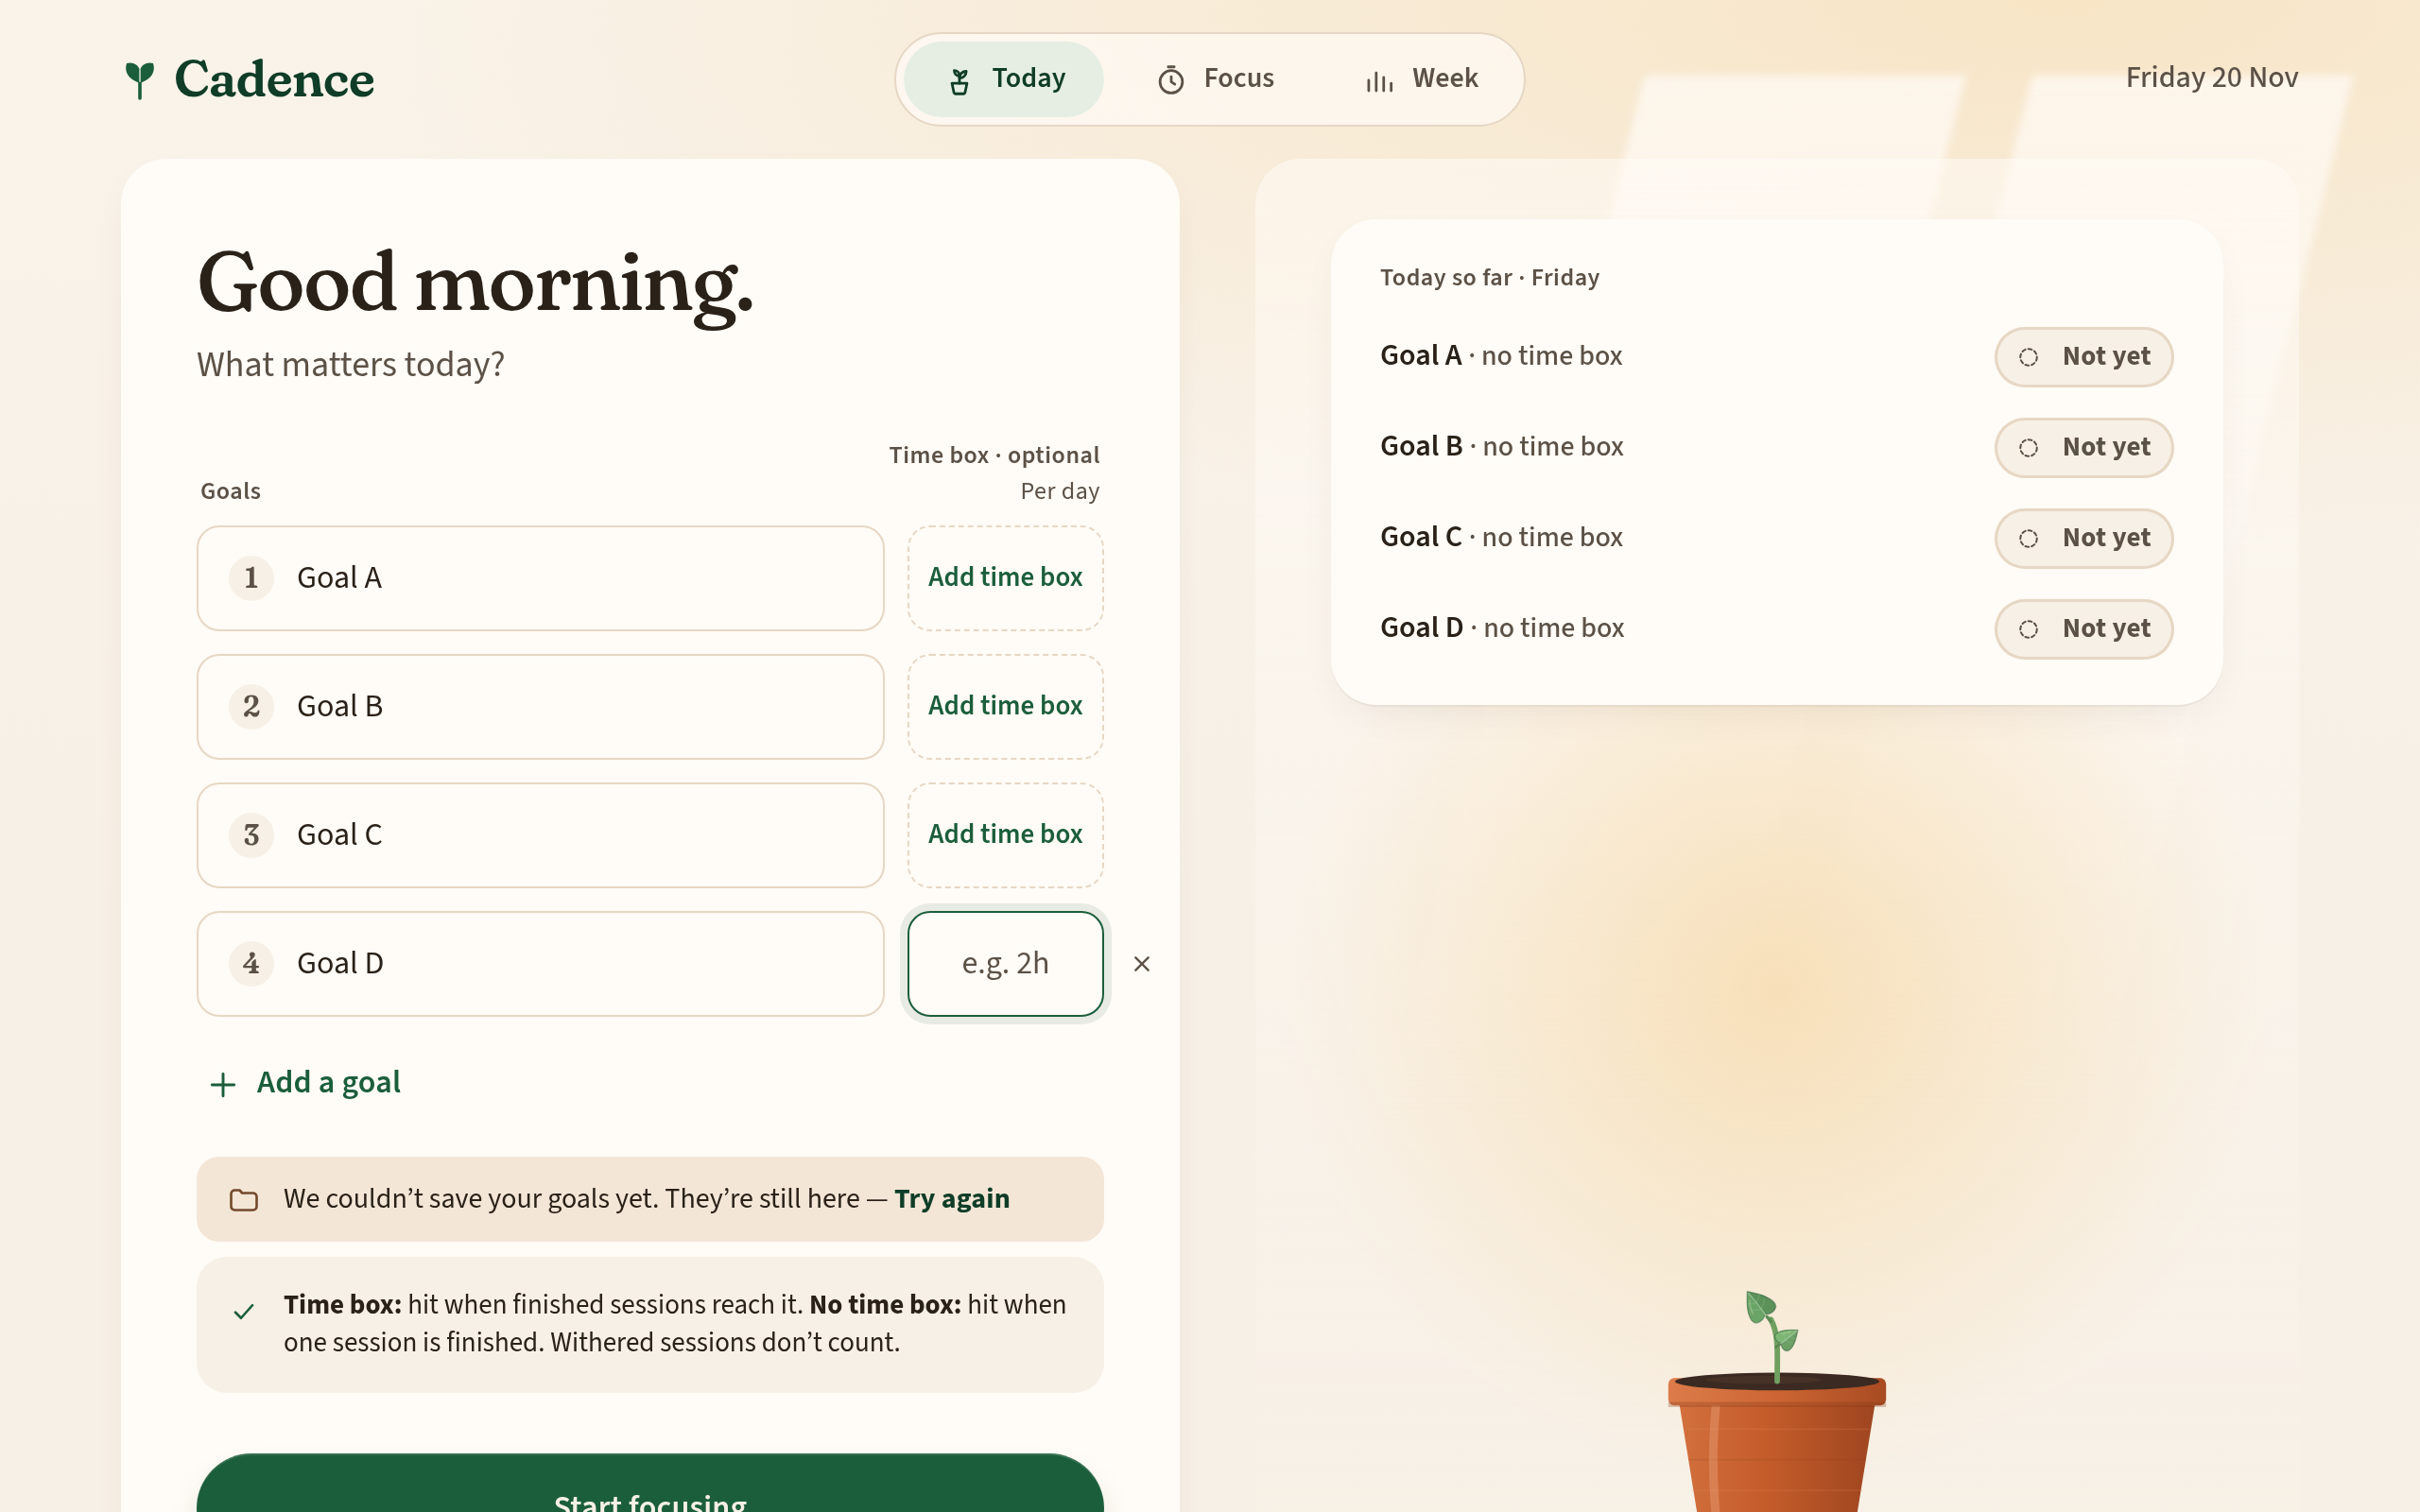 Cadence
Today
Focus
Week
Friday 20 Nov
Good morning.
What matters today?
Time box · optional
Goals
Per day
1 Goal A Add time box
2 Goal B Add time box
3 Goal C Add time box
4 Goal D e.g. 2h ×
+ Add a goal
We couldn’t save your goals yet. They’re still here — Try again
Time box: hit when finished sessions reach it. No time box: hit when
one session is finished. Withered sessions don’t count.
Start focusing
Today so far · Friday
Goal A · no time box Not yet
Goal B · no time box Not yet
Goal C · no time box Not yet
Goal D · no time box Not yet